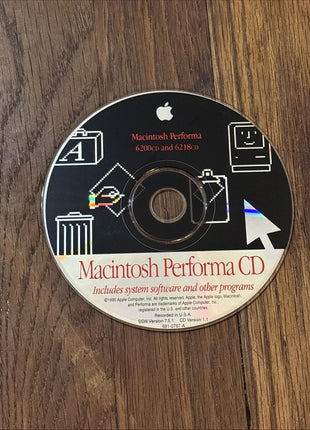 Macintosh Performa
6200CD and 6218CD
A
Macintosh Performa CD
Includes system software and other programs
©1995 Apple Computer, Inc. All rights reserved. Apple, the Apple logo, Macintosh,
and Performa are trademarks of Apple Computer, Inc.,
registered in the U.S. and other countries.
Recorded in U.S.A.
SSW Version 7.5.1 CD Version 1.1
691-0767-A